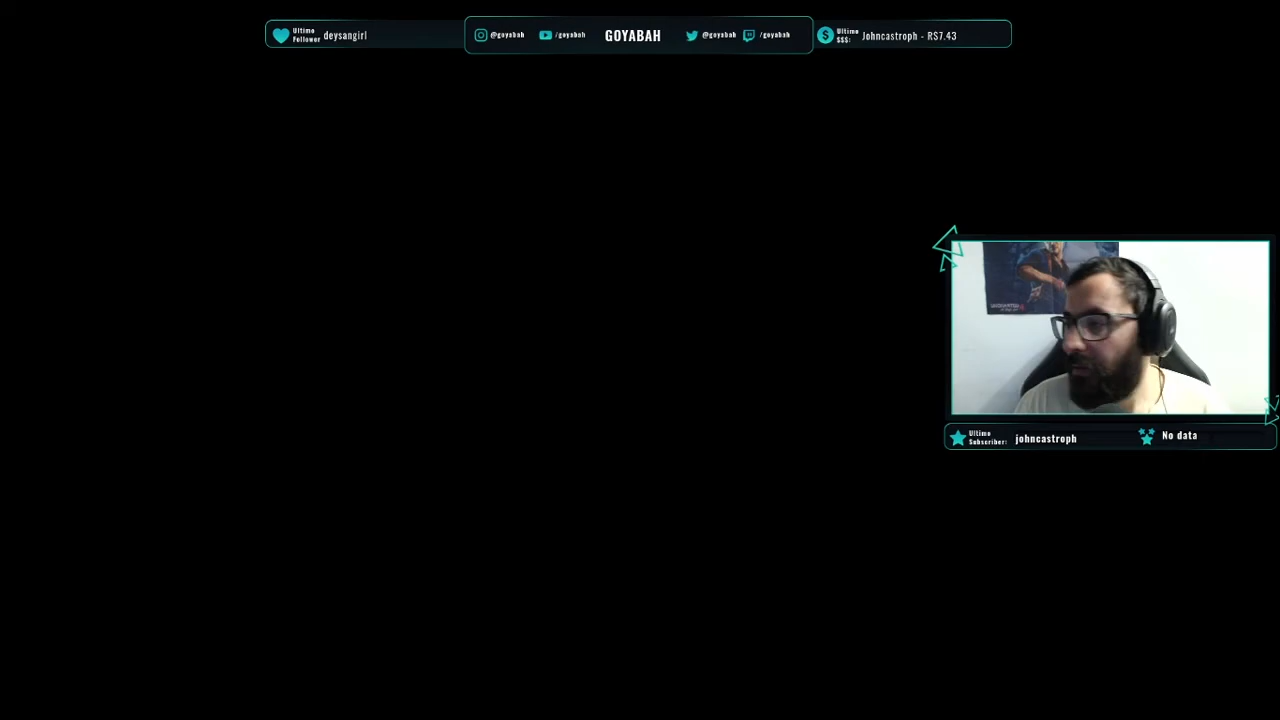 Ultimo
Follower
deysangirl
@goyabah
/goyabah
GOYABAH
@goyabah
/goyabah
Ultimo
$$$:
Johncastroph - R$7.43
Ultimo
Subscriber:
johncastroph
No data